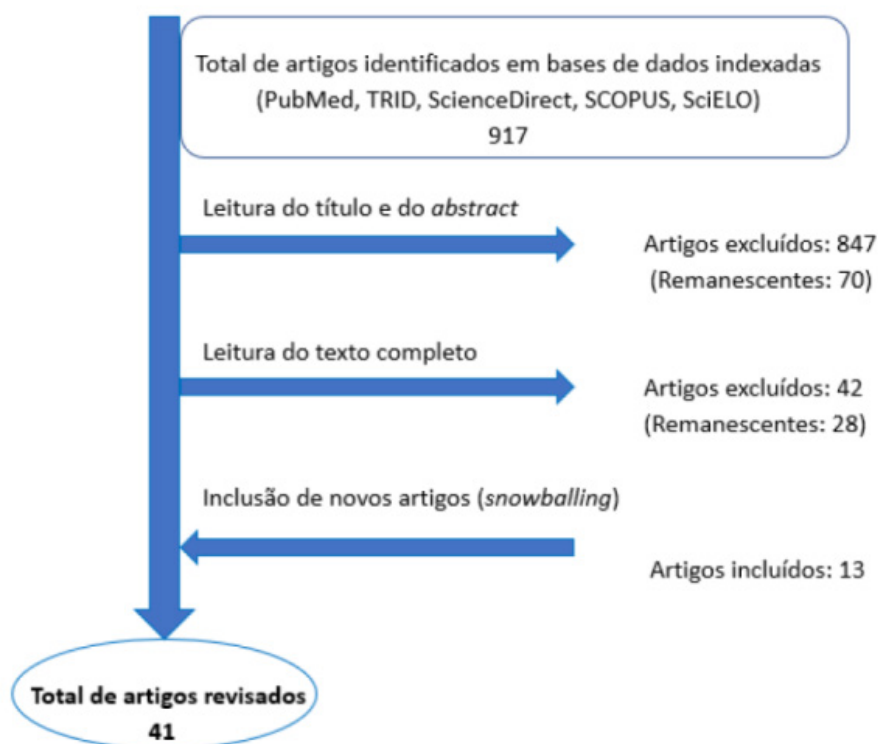 Total de artigos identificados em bases de dados indexadas
(PubMed, TRID, ScienceDirect, SCOPUS, SciELO)
917
Leitura do título e do abstract
Artigos excluídos: 847
(Remanescentes: 70)
Leitura do texto completo
Artigos excluídos: 42
(Remanescentes: 28)
Inclusão de novos artigos (snowballing)
Artigos incluídos: 13
Total de artigos revisados
41